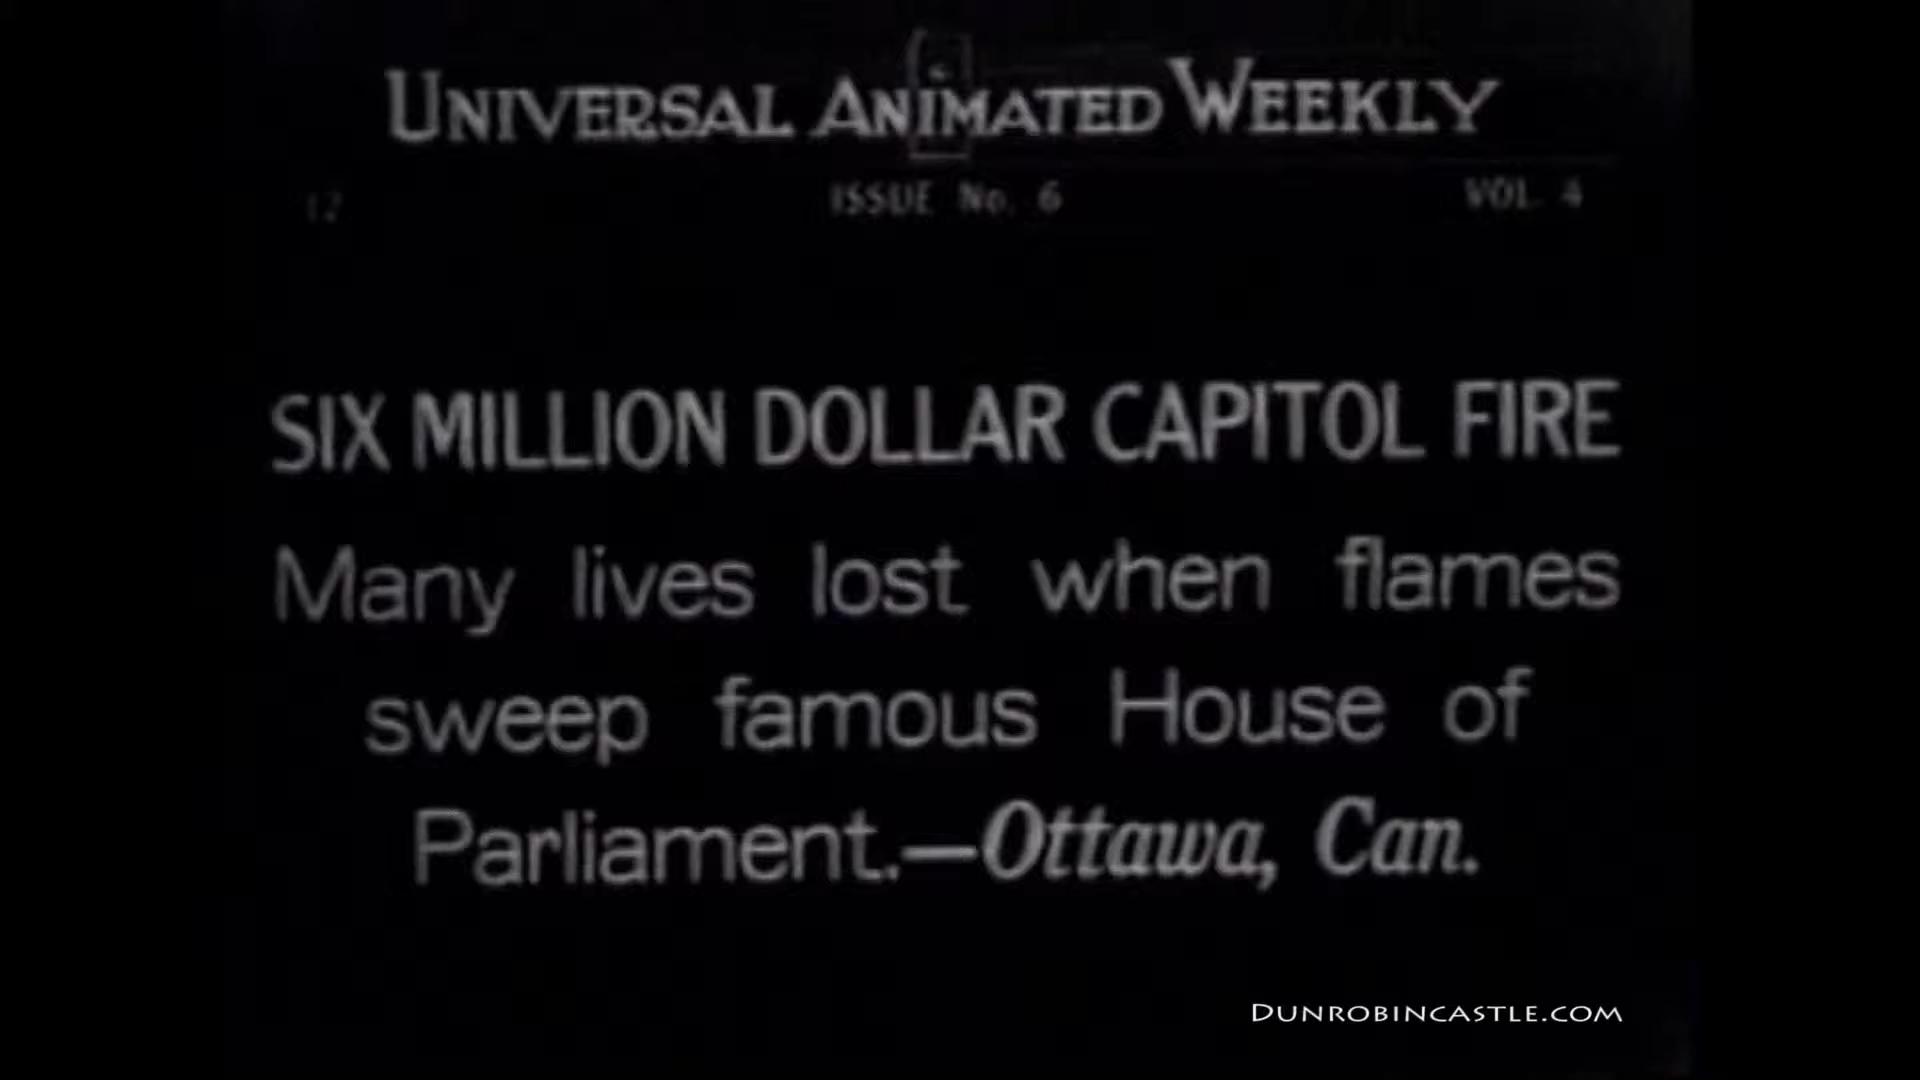 UNIVERSAL ANIMATED WEEKLY
12 ISSUE No. 6 VOL. 4
SIX MILLION DOLLAR CAPITOL FIRE
Many lives lost when flames
sweep famous House of
Parliament.—Ottawa, Can.
DUNROBINCASTLE.COM